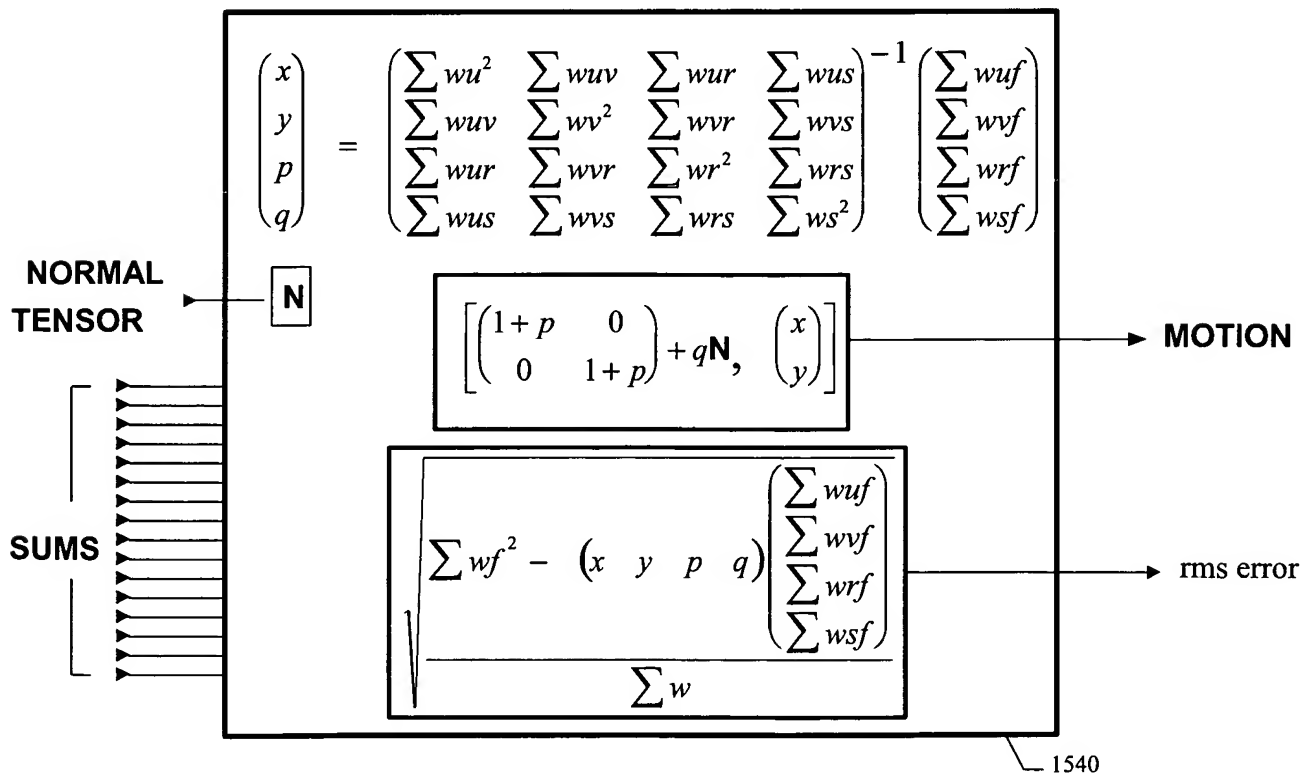 (x y p q) = (∑wu² ∑wuv ∑wur ∑wus
∑wuv ∑wv² ∑wvr ∑wvs
∑wur ∑wvr ∑wr² ∑wrs
∑wus ∑wvs ∑wrs ∑ws²)⁻¹ (∑wuf ∑wvf ∑wrf ∑wsf)
NORMAL
TENSOR
N
[(1+p 0
0 1+p) + qN, (x y)]
MOTION
SUMS
√ ∑wf² − (x y p q) (∑wuf ∑wvf ∑wrf ∑wsf)
∑w
rms error
1540